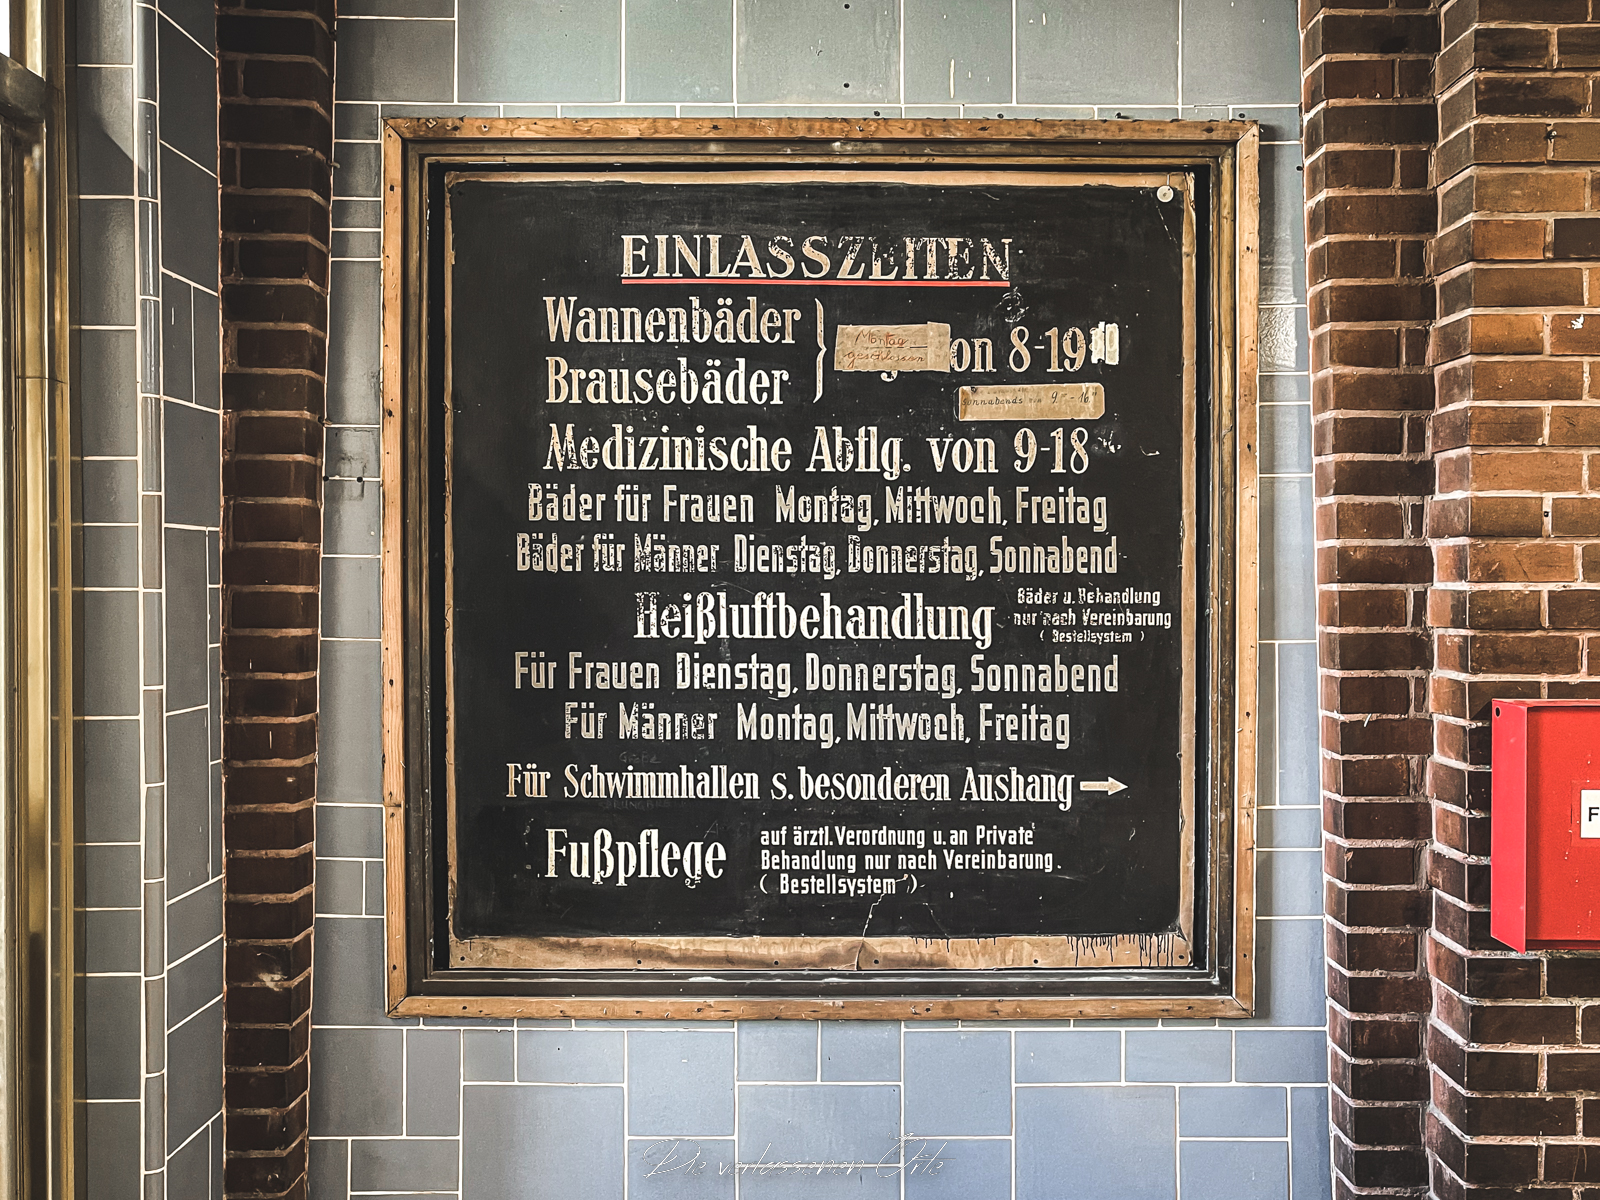 EINLASSZEITEN
Wannenbäder
Brausebäder
Montag
geschlossen
on 8-19
sonnabends von 9 - 16
Medizinische Abtlg. von 9-18
Bäder für Frauen Montag, Mittwoch, Freitag
Bäder für Männer Dienstag, Donnerstag, Sonnabend
Heißluftbehandlung
Bäder u. Behandlung
nur nach Vereinbarung
( Bestellsystem )
Für Frauen Dienstag, Donnerstag, Sonnabend
Für Männer Montag, Mittwoch, Freitag
Für Schwimmhallen s. besonderen Aushang →
Fußpflege
auf ärztl. Verordnung u. an Private
Behandlung nur nach Vereinbarung.
( Bestellsystem )
F
Die verlassenen Orte